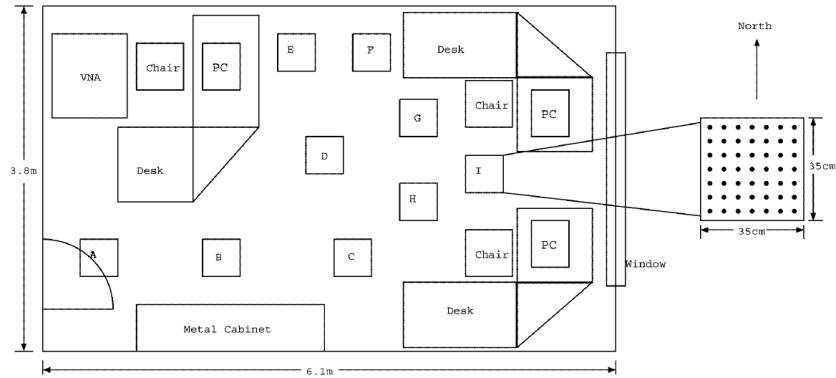 North
E
F
Desk
VNA
Chair
PC
Chair
PC
G
D
3.8m
Desk
I
35cm
H
35cm
A
B
C
Chair
PC
Window
Desk
Metal Cabinet
6.1m